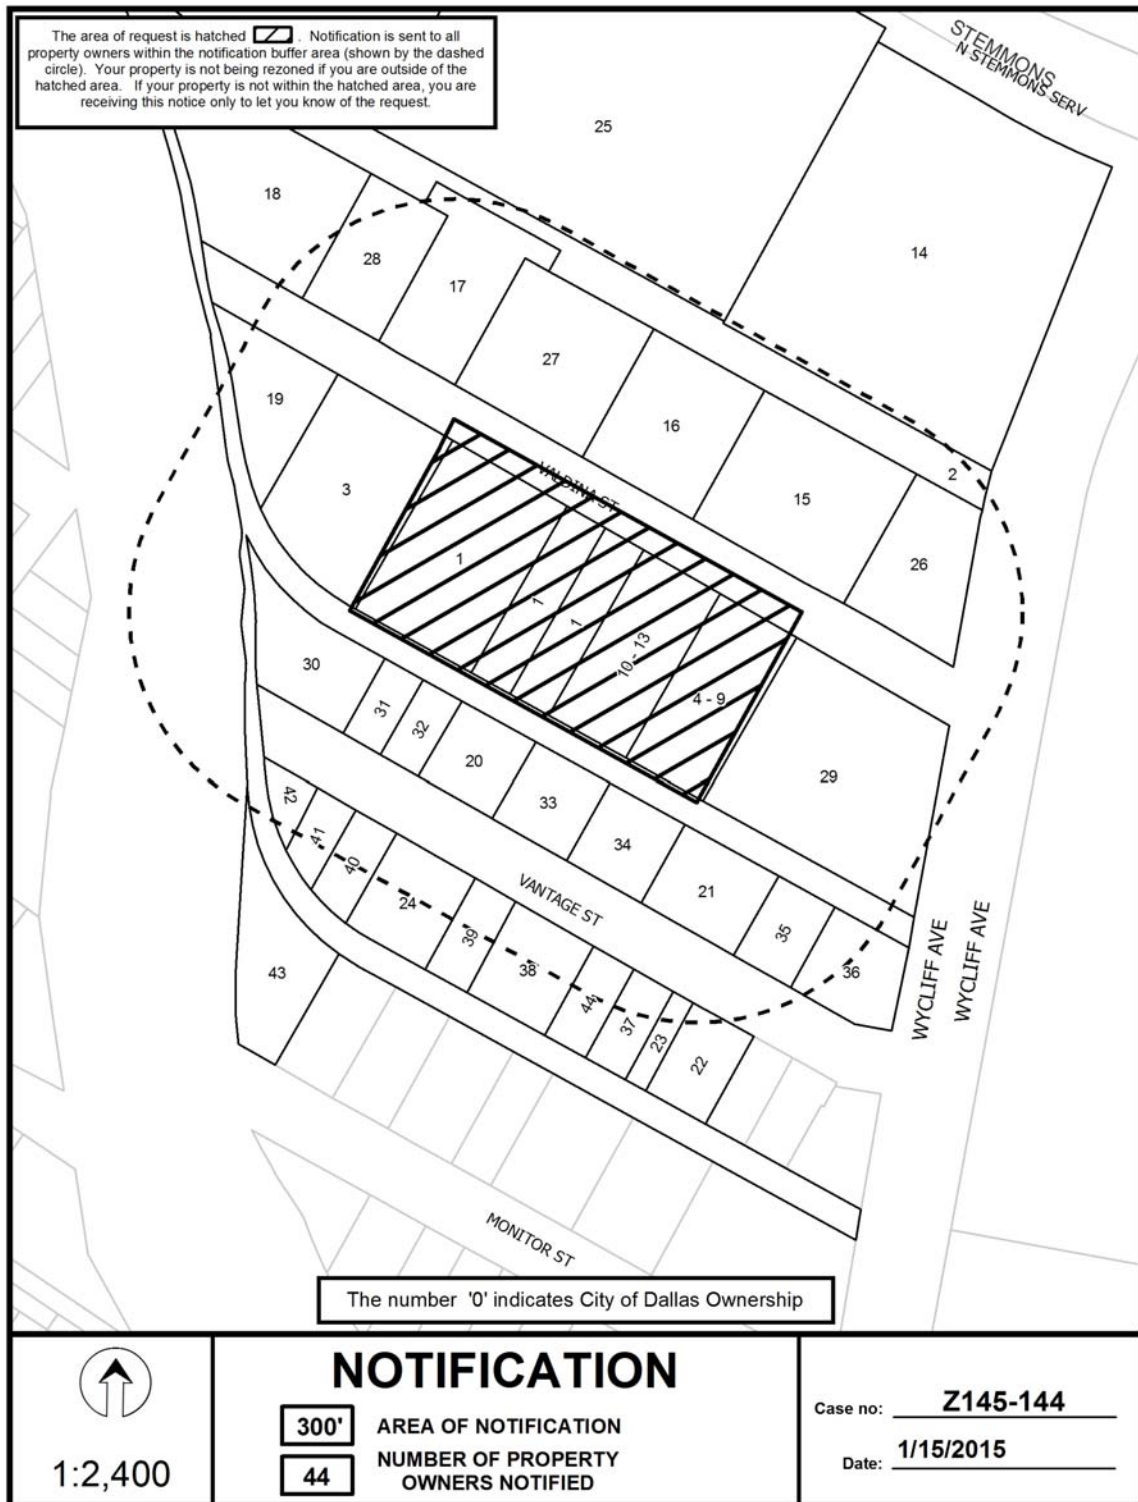 The area of request is hatched . Notification is sent to all
property owners within the notification buffer area (shown by the dashed
circle). Your property is not being rezoned if you are outside of the
hatched area. If your property is not within the hatched area, you are
receiving this notice only to let you know of the request.
STEMMONS
N STEMMONS SERV
25
18
14
28
17
27
19
16
2
3
VALDINA ST
15
1
26
1
1
10 - 13
30
4 - 9
31
32
20
29
42
33
41
34
40
VANTAGE ST
21
24
39
35
38
36
43
WYCLIFF AVE
WYCLIFF AVE
44
37
23
22
MONITOR ST
The number '0' indicates City of Dallas Ownership
1:2,400
NOTIFICATION
300' AREA OF NOTIFICATION
44 NUMBER OF PROPERTY
OWNERS NOTIFIED
Case no: Z145-144
Date: 1/15/2015